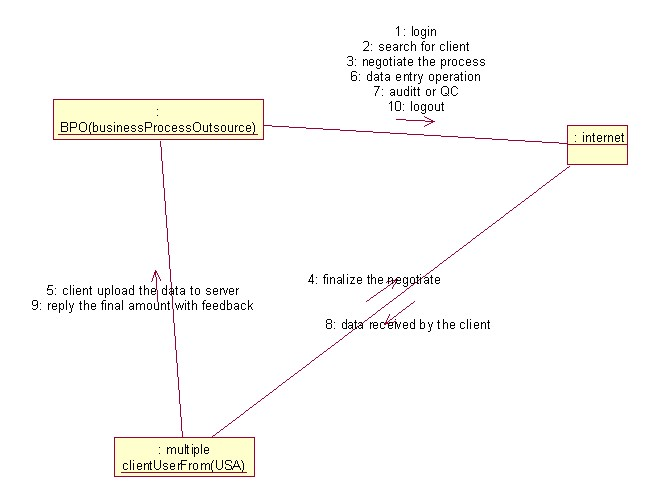 1: login
2: search for client
3: negotiate the process
6: data entry operation
7: auditt or QC
10: logout
:
BPO(businessProcessOutsource)
: internet
4: finalize the negotiate
5: client upload the data to server
9: reply the final amount with feedback
8: data received by the client
: multiple
clientUserFrom(USA)